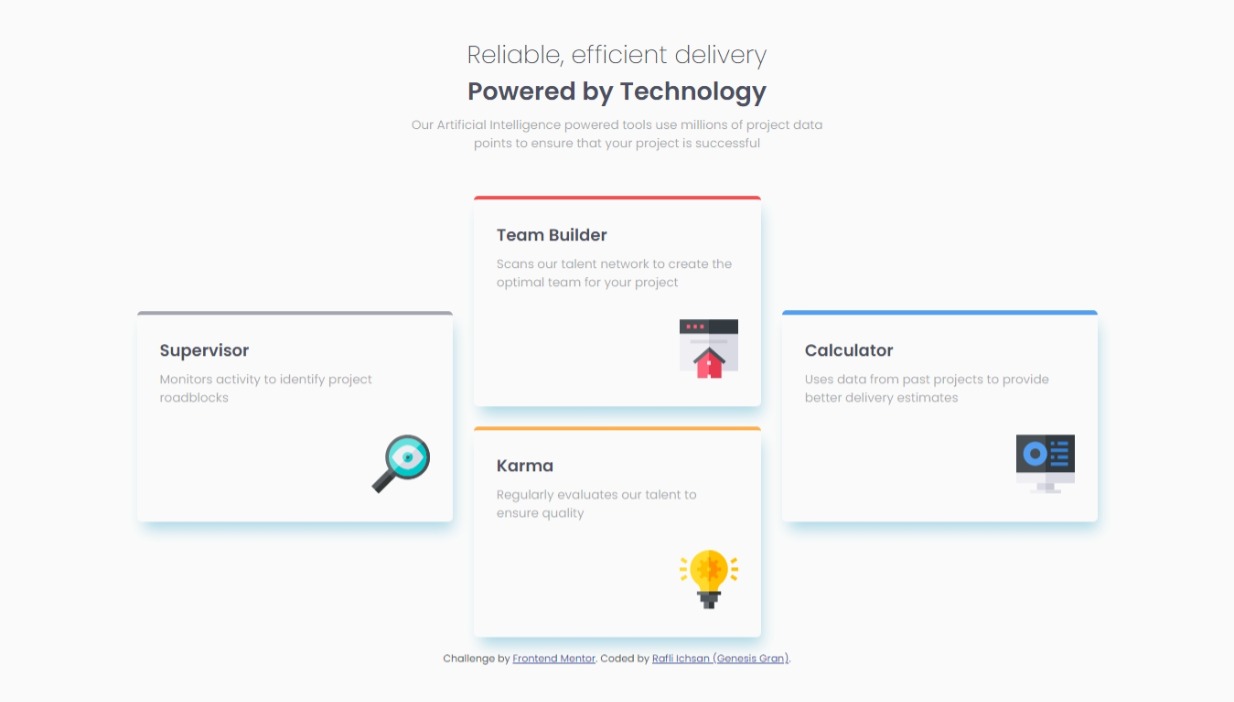 Reliable, efficient delivery
Powered by Technology
Our Artificial Intelligence powered tools use millions of project data
points to ensure that your project is successful
Supervisor
Monitors activity to identify project
roadblocks
Team Builder
Scans our talent network to create the
optimal team for your project
Karma
Regularly evaluates our talent to
ensure quality
Calculator
Uses data from past projects to provide
better delivery estimates
Challenge by Frontend Mentor. Coded by Rafli Ichsan (Genesis Gran).